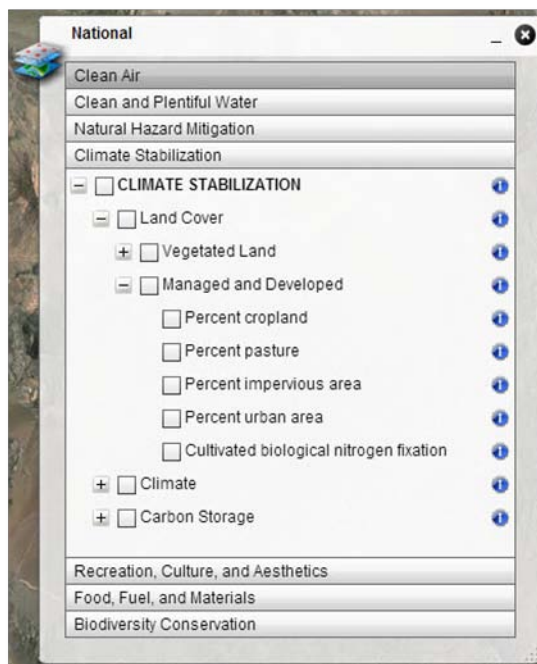 National
Clean Air
Clean and Plentiful Water
Natural Hazard Mitigation
Climate Stabilization
CLIMATE STABILIZATION
Land Cover
Vegetated Land
Managed and Developed
Percent cropland
Percent pasture
Percent impervious area
Percent urban area
Cultivated biological nitrogen fixation
Climate
Carbon Storage
Recreation, Culture, and Aesthetics
Food, Fuel, and Materials
Biodiversity Conservation